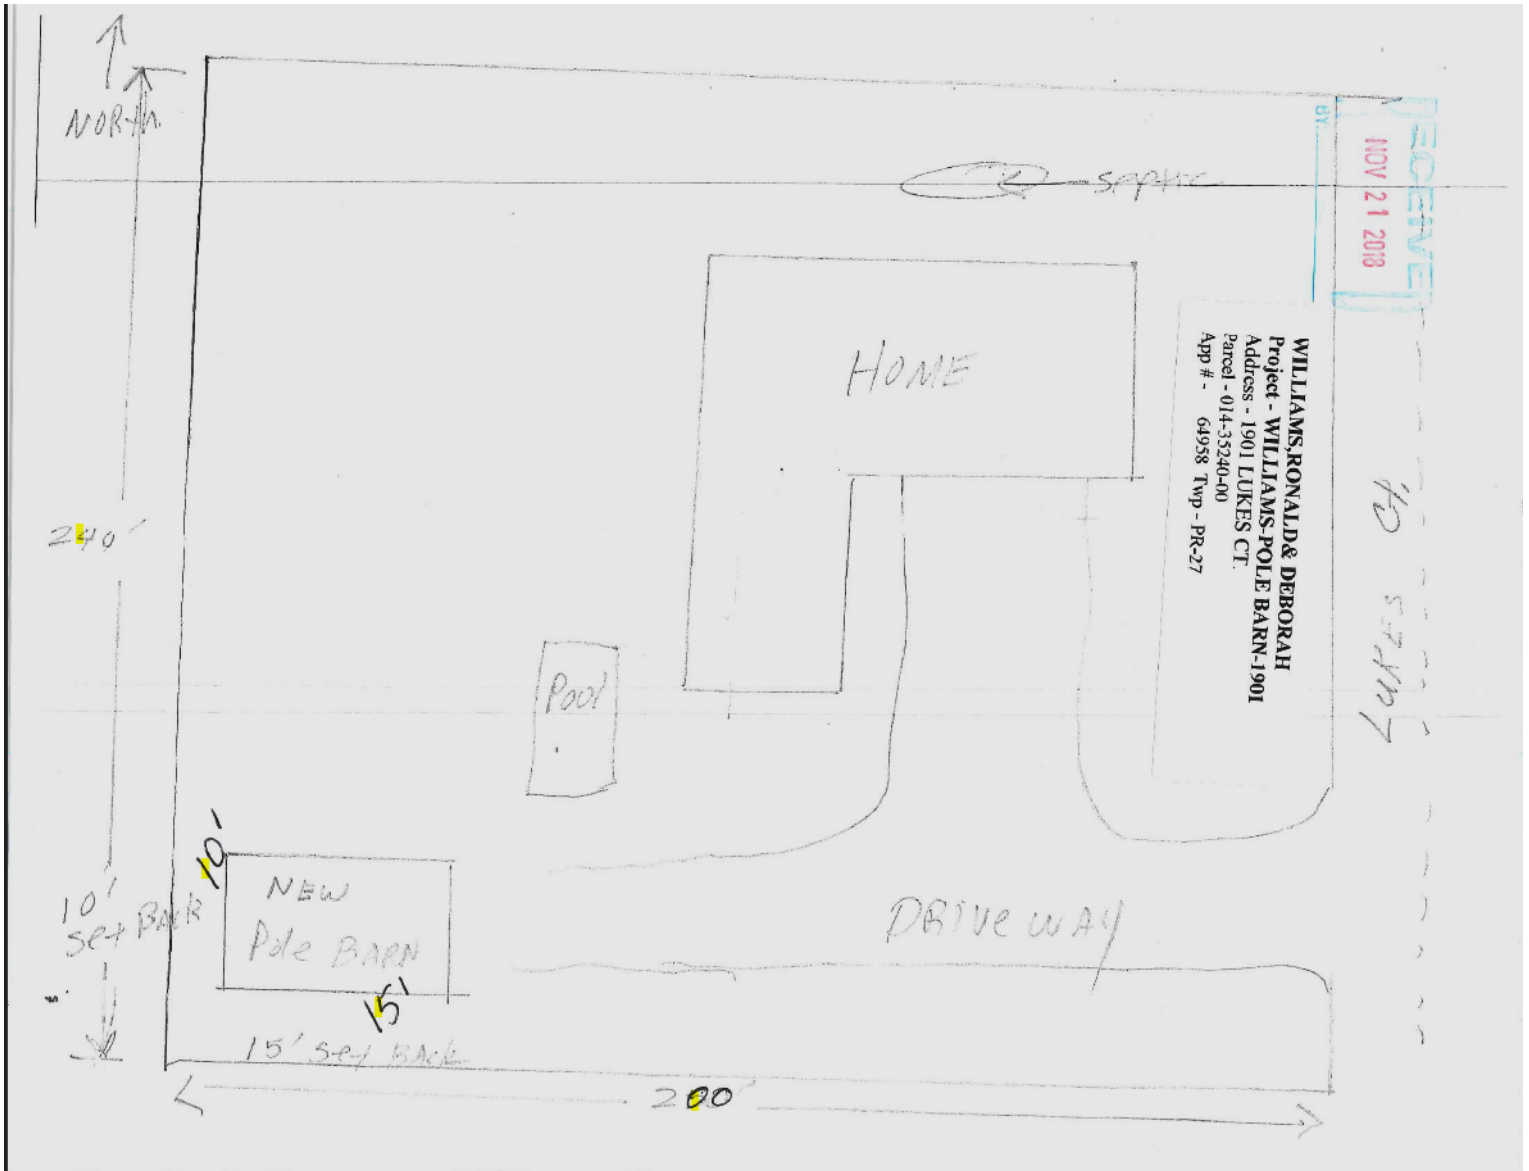 NORTH
septic
RECEIVE
NOV 21 2018
BY:
HOME
WILLIAMS,RONALD& DEBORAH
Project - WILLIAMS-POLE BARN-1901
Address - 1901 LUKES CT.
Parcel - 014-35240-00
App # - 64958 Twp - PR-27
LUKES Ct.
240'
Pool
10'
10'
Set Back
NEW
Pole BARN
DRIVE WAY
15'
15' Set Back
200'